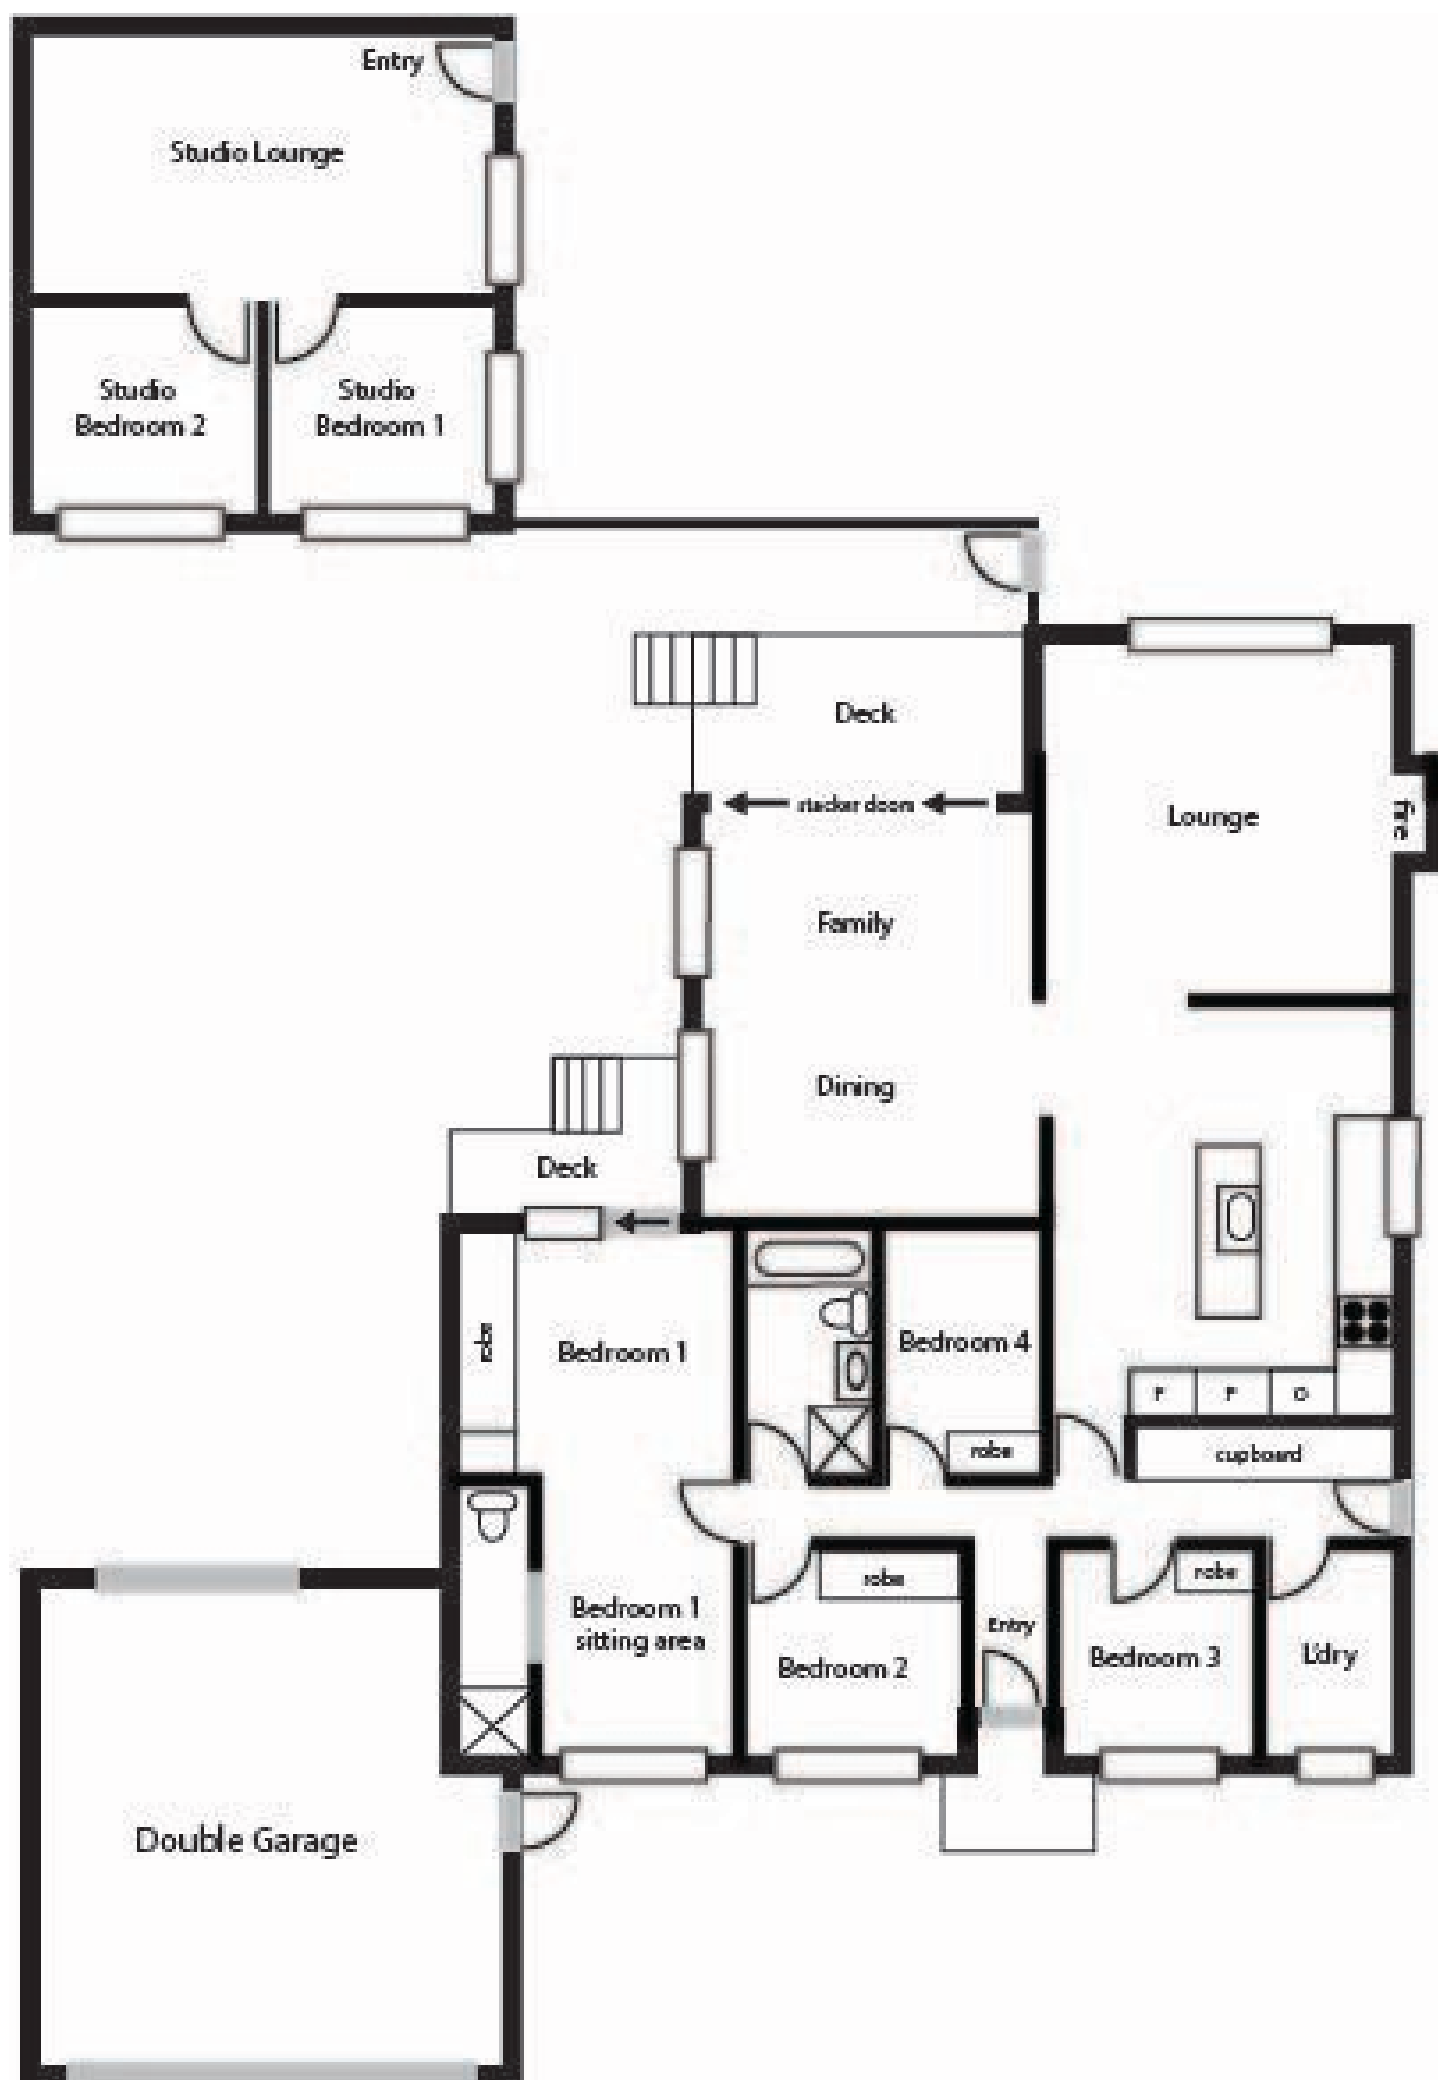 Entry
Studio Lounge
Studio
Bedroom 2
Studio
Bedroom 1
Deck
stacker doors
Lounge
fire
Family
Dining
Deck
robe
Bedroom 1
Bedroom 4
robe
F
P
O
cupboard
Bedroom 1
sitting area
robe
Bedroom 2
Entry
robe
Bedroom 3
L'dry
Double Garage